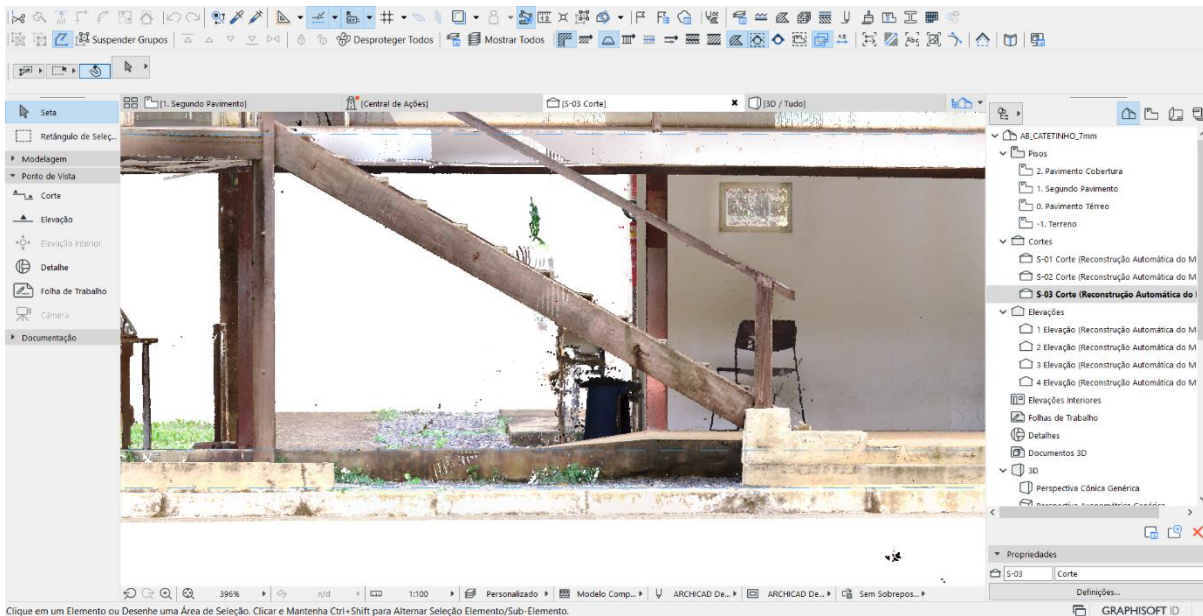 Suspender Grupos
Desproteger Todos
Mostrar Todos
Abc
[1. Segundo Pavimento]
[Central de Ações]
[S-03 Corte]
[3D / Tudo]
Seta
Retângulo de Seleç...
Modelagem
Ponto de Vista
Corte
Elevação
Elevação Interior
Detalhe
Folha de Trabalho
Câmera
Documentação
AB_CATETINHO_7mm
Pisos
2. Pavimento Cobertura
1. Segundo Pavimento
0. Pavimento Térreo
-1. Terreno
Cortes
S-01 Corte (Reconstrução Automática do M
S-02 Corte (Reconstrução Automática do M
S-03 Corte (Reconstrução Automática do
Elevações
1 Elevação (Reconstrução Automática do M
2 Elevação (Reconstrução Automática do M
3 Elevação (Reconstrução Automática do M
4 Elevação (Reconstrução Automática do M
Elevações Interiores
Folhas de Trabalho
Detalhes
Documentos 3D
3D
Perspectiva Cônica Genérica
Perspectiva Axonométrica Genérica
Propriedades
S-03 Corte
Definições...
396% n/d 1:100 Personalizado Modelo Comp... ARCHICAD De... ARCHICAD De... Sem Sobrepos...
Clique em um Elemento ou Desenhe uma Área de Seleção. Clicar e Mantenha Ctrl+Shift para Alternar Seleção Elemento/Sub-Elemento.
GRAPHISOFT ID